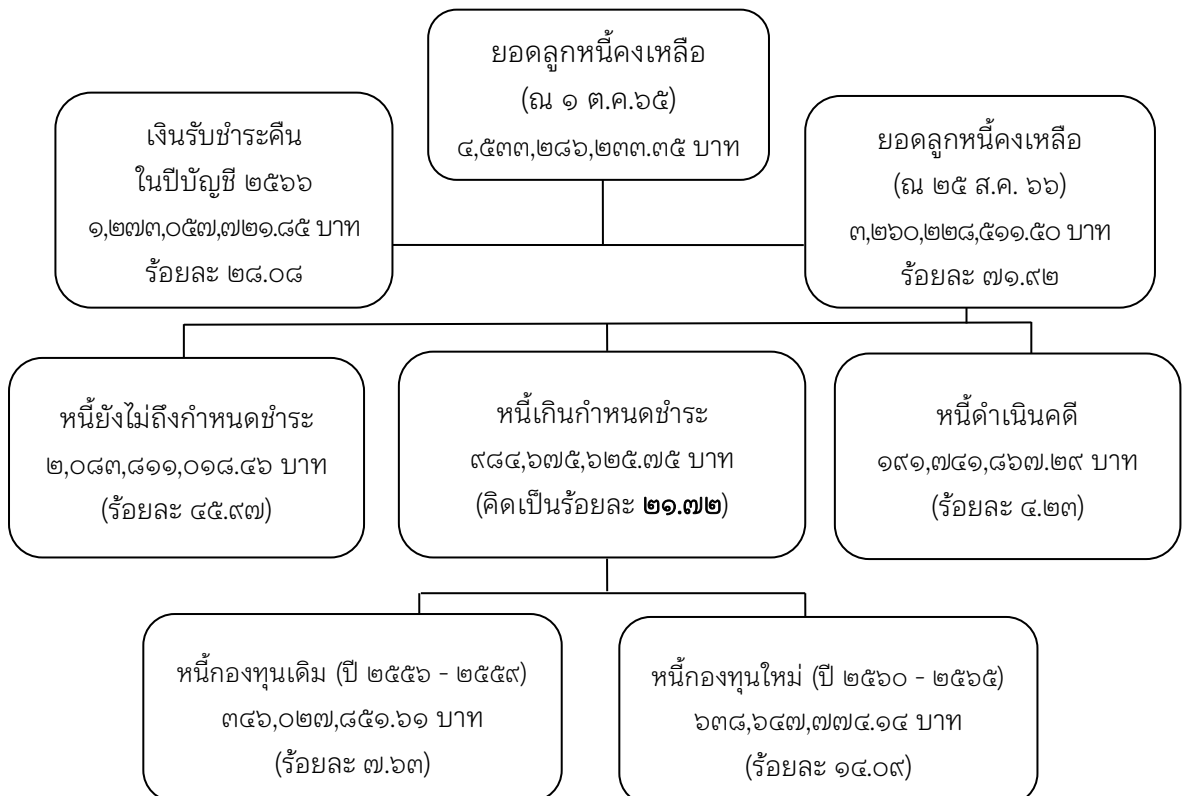 ยอดลูกหนี้คงเหลือ
(ณ ๑ ต.ค.๖๕)
๔,๕๓๓,๒๘๖,๒๓๓.๓๕ บาท
เงินรับชำระคืน
ในปีบัญชี ๒๕๖๖
๑,๒๗๓,๐๕๗,๗๒๑.๘๕ บาท
ร้อยละ ๒๘.๐๘
ยอดลูกหนี้คงเหลือ
(ณ ๒๕ ส.ค. ๖๖)
๓,๒๖๐,๒๒๘,๕๑๑.๕๐ บาท
ร้อยละ ๗๑.๙๒
หนี้ยังไม่ถึงกำหนดชำระ
๒,๐๘๓,๘๑๑,๐๑๘.๔๖ บาท
(ร้อยละ ๔๕.๙๗)
หนี้เกินกำหนดชำระ
๙๘๔,๖๗๕,๖๒๕.๗๕ บาท
(คิดเป็นร้อยละ ๒๑.๗๒)
หนี้ดำเนินคดี
๑๙๑,๗๔๑,๘๖๗.๒๙ บาท
(ร้อยละ ๔.๒๓)
หนี้กองทุนเดิม (ปี ๒๕๕๖ - ๒๕๕๙)
๓๔๖,๐๒๗,๘๕๑.๖๑ บาท
(ร้อยละ ๗.๖๓)
หนี้กองทุนใหม่ (ปี ๒๕๖๐ - ๒๕๖๕)
๖๓๘,๖๔๗,๗๗๔.๑๔ บาท
(ร้อยละ ๑๔.๐๙)